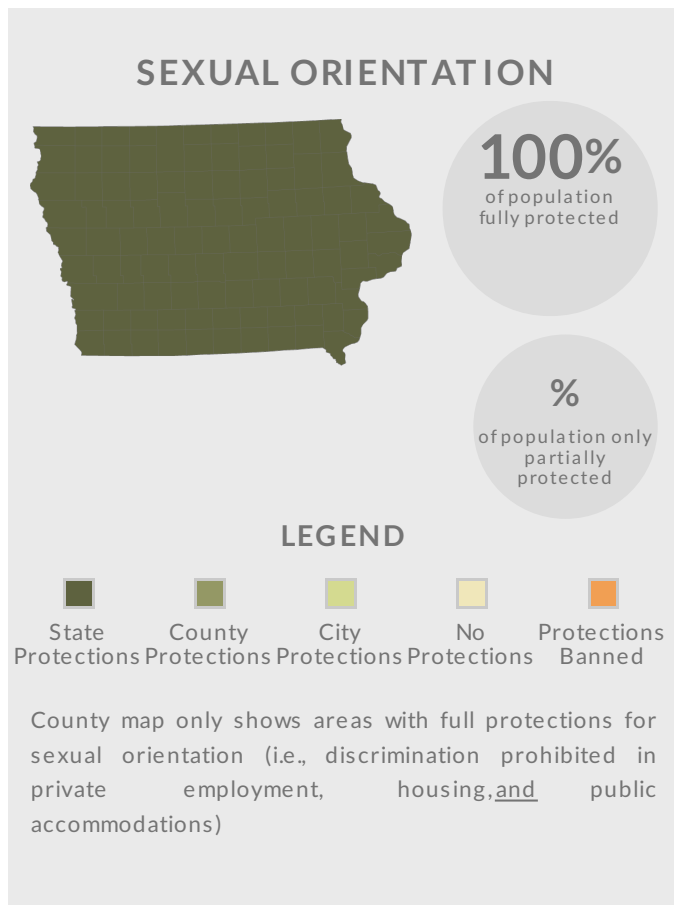 SEXUAL ORIENTATION
100%
of population
fully protected
%
of population only
partially
protected
LEGEND
State
Protections
County
Protections
City
Protections
No
Protections
Protections
Banned
County map only shows areas with full protections for
sexual orientation (i.e., discrimination prohibited in
private employment, housing, and public
accommodations)